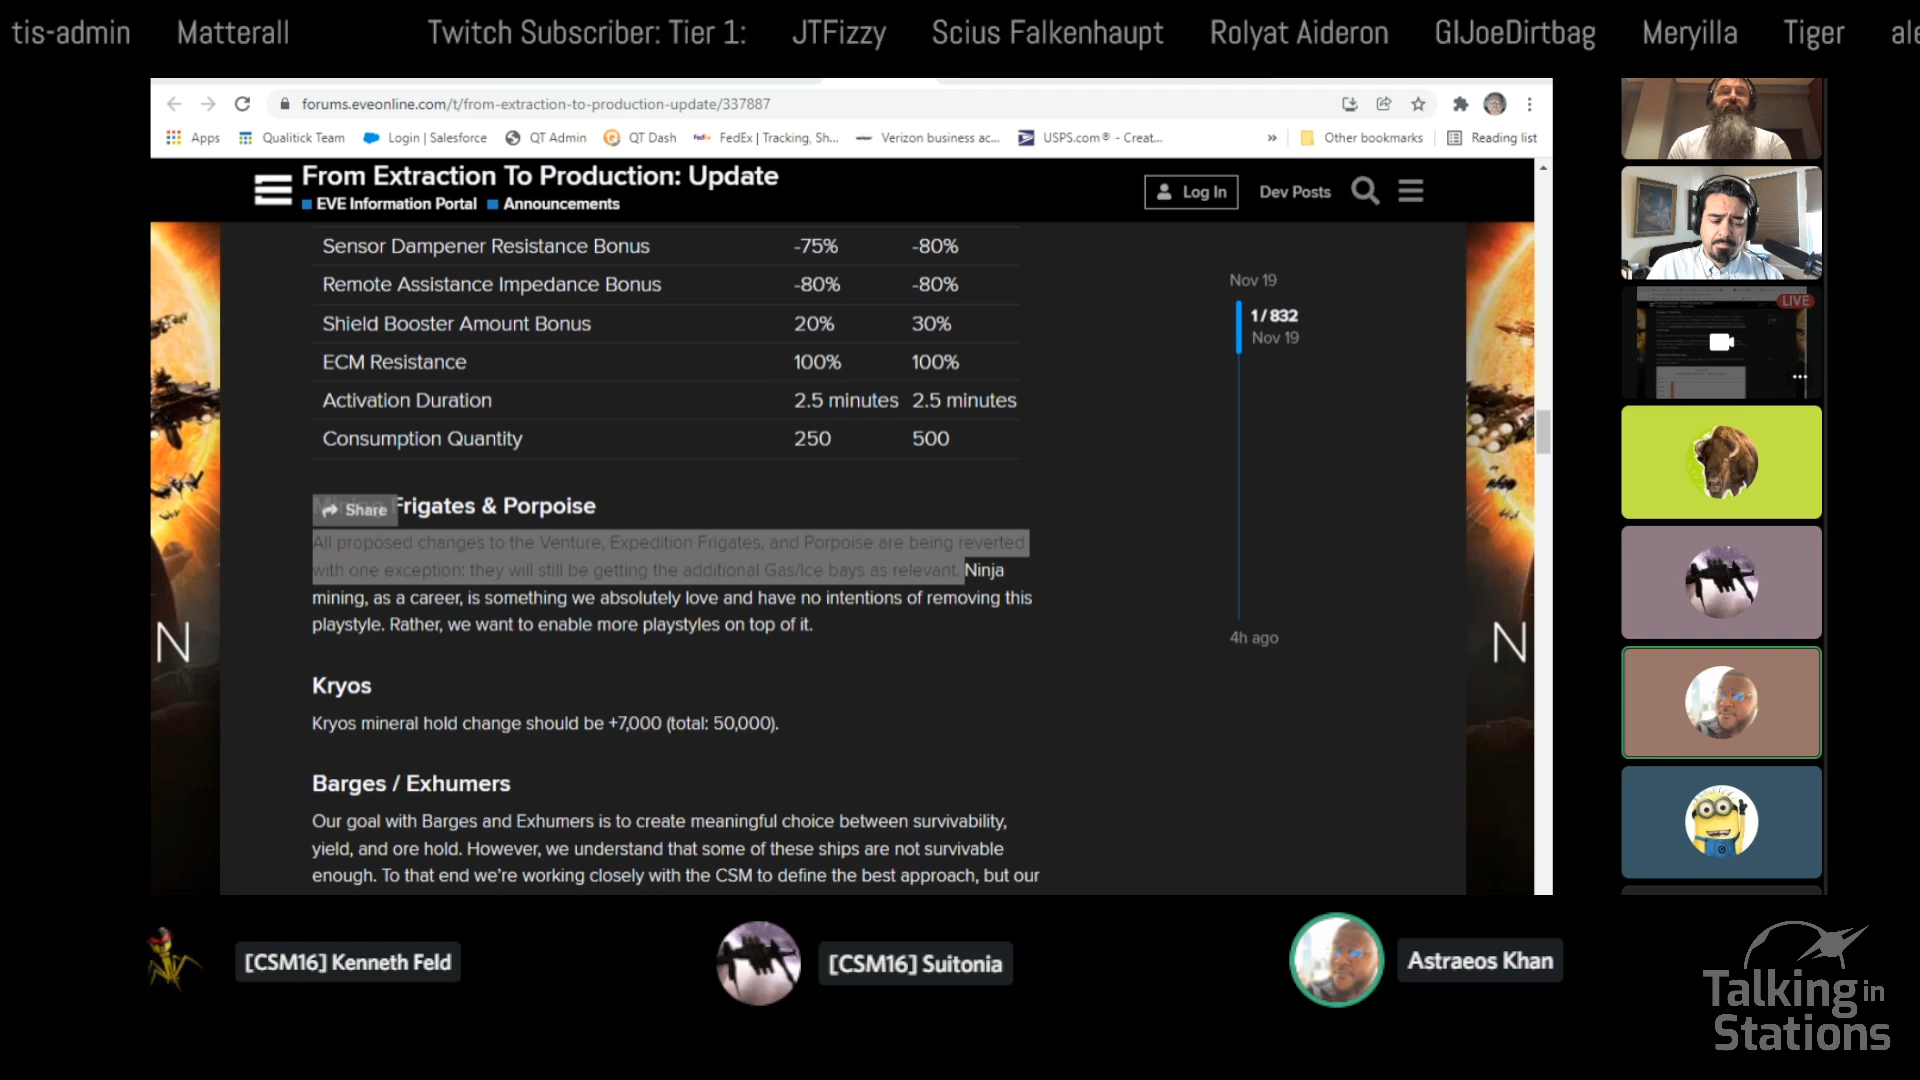 tis-admin Matterall Twitch Subscriber: Tier 1: JTFizzy Scius Falkenhaupt Rolyat Aideron GIJoeDirtbag Meryilla Tiger
forums.eveonline.com/t/from-extraction-to-production-update/337887
Apps Qualitick Team Login | Salesforce QT Admin QT Dash FedEx | Tracking, Sh... Verizon business ac... USPS.com® - Creat... » Other bookmarks Reading list
From Extraction To Production: Update
EVE Information Portal Announcements
Log In Dev Posts
Sensor Dampener Resistance Bonus -75% -80%
Remote Assistance Impedance Bonus -80% -80%
Shield Booster Amount Bonus 20% 30%
ECM Resistance 100% 100%
Activation Duration 2.5 minutes 2.5 minutes
Consumption Quantity 250 500
Nov 19
1 / 832
Nov 19
4h ago
Share Frigates & Porpoise
All proposed changes to the Venture, Expedition Frigates, and Porpoise are being reverted
with one exception: they will still be getting the additional Gas/Ice bays as relevant. Ninja
mining, as a career, is something we absolutely love and have no intentions of removing this
playstyle. Rather, we want to enable more playstyles on top of it.
Kryos
Kryos mineral hold change should be +7,000 (total: 50,000).
Barges / Exhumers
Our goal with Barges and Exhumers is to create meaningful choice between survivability,
yield, and ore hold. However, we understand that some of these ships are not survivable
enough. To that end we're working closely with the CSM to define the best approach, but our
N
N
LIVE
[CSM16] Kenneth Feld
[CSM16] Suitonia
Astraeos Khan
Talking in
Stations